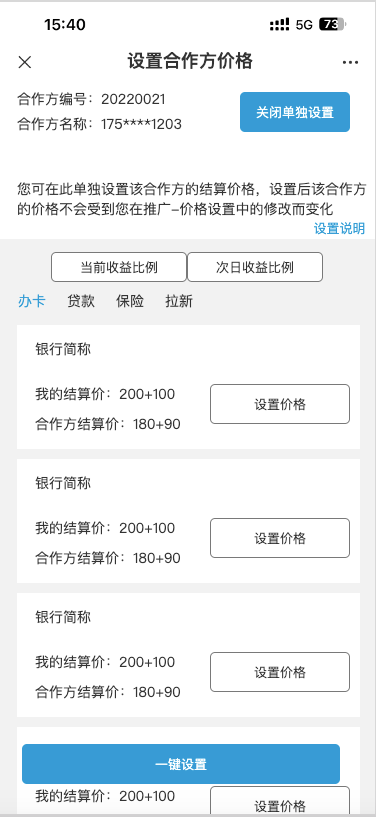 15:40 5G 73
设置合作方价格
合作方编号：20220021
关闭单独设置
合作方名称：175****1203
您可在此单独设置该合作方的结算价格，设置后该合作方
的价格不会受到您在推广–价格设置中的修改而变化
设置说明
当前收益比例 次日收益比例
办卡 贷款 保险 拉新
银行简称
我的结算价：200+100
设置价格
合作方结算价：180+90
银行简称
我的结算价：200+100
设置价格
合作方结算价：180+90
银行简称
我的结算价：200+100
设置价格
合作方结算价：180+90
一键设置
我的结算价：200+100
设置价格